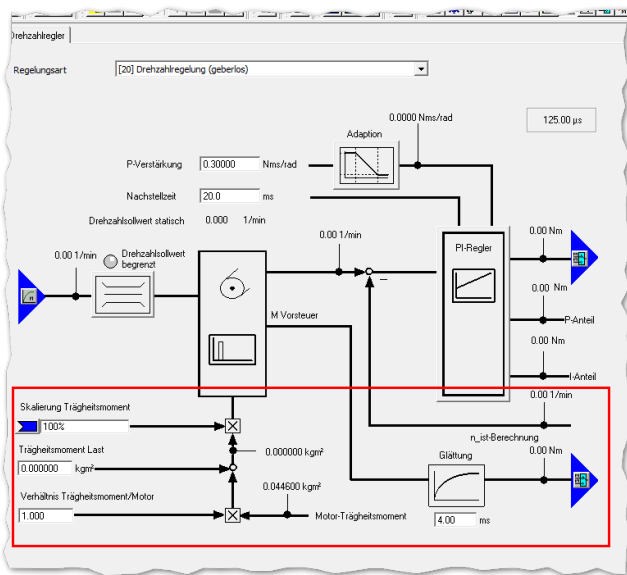 Drehzahlregler
Regelungsart
[20] Drehzahlregelung (geberlos)
0.0000 Nms/rad
125.00 µs
Adaption
P-Verstärkung
0.30000
Nms/rad
Nachstellzeit
20.0
ms
Drehzahlsollwert statisch
0.000
1/min
0.00 1/min
Drehzahlsollwert
begrenzt
0.00 1/min
PI-Regler
0.00 Nm
M Vorsteuer
0.00 Nm
P-Anteil
0.00 Nm
I-Anteil
0.00 1/min
n_ist-Berechnung
Skalierung Trägheitsmoment
100%
Trägheitsmoment Last
0.000000
kgm²
0.000000 kgm²
Glättung
0.00 Nm
4.00
ms
Verhältnis Trägheitsmoment/Motor
1.000
0.044600 kgm²
Motor-Trägheitsmoment